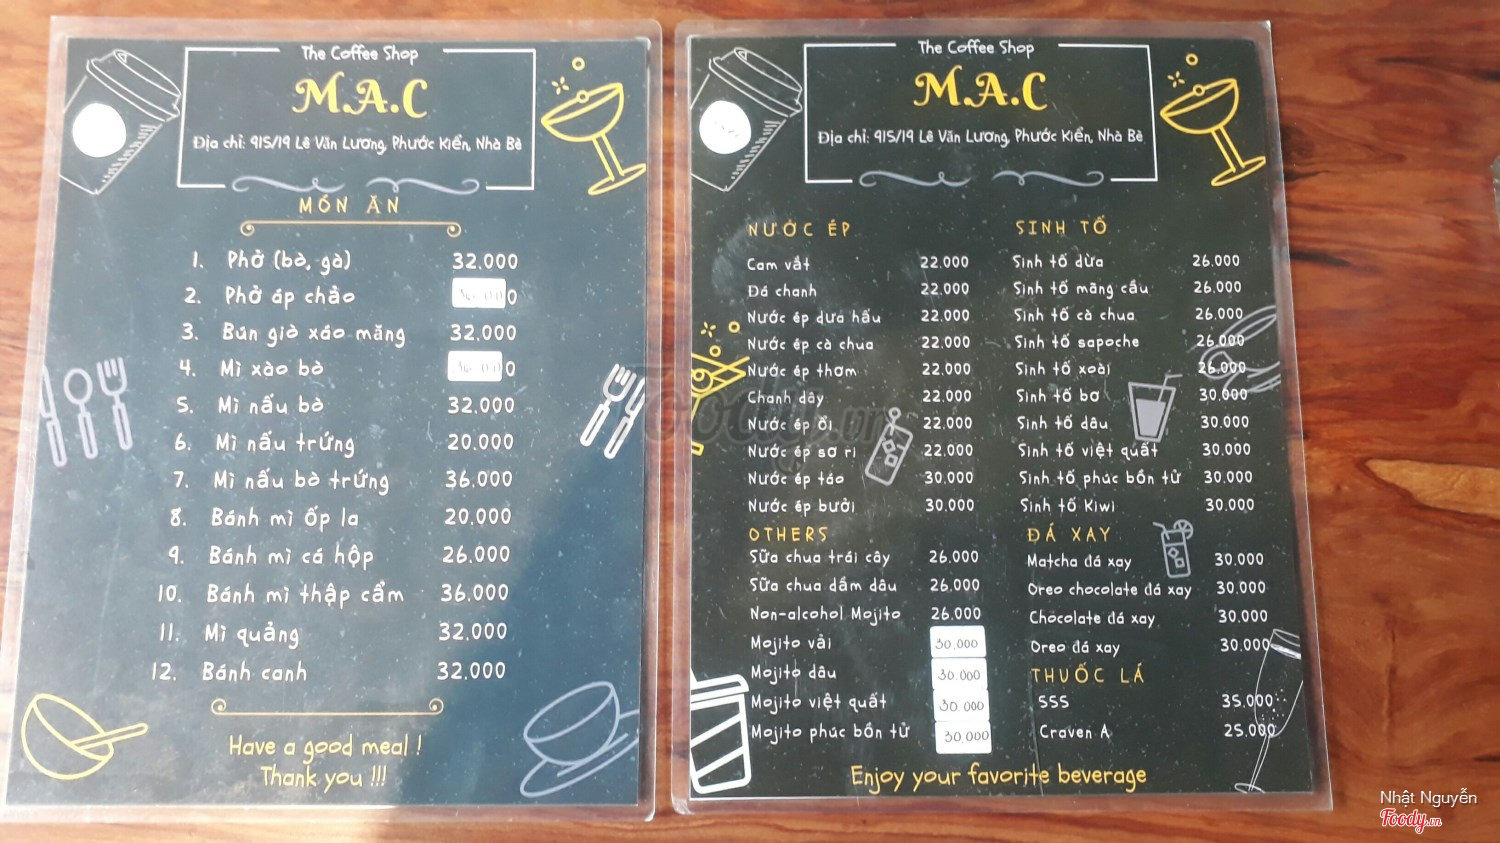 The Coffee Shop
M.A.C
Địa chỉ: 915/19 Lê Văn Lương, Phước Kiển, Nhà Bè
MÓN ĂN
1. Phở (bò, gà) 32.000
2. Phở áp chảo
3. Bún giò xáo măng 32.000
4. Mì xào bò
5. Mì nấu bò 32.000
6. Mì nấu trứng 20.000
7. Mì nấu bò trứng 36.000
8. Bánh mì ốp la 20.000
9. Bánh mì cá hộp 26.000
10. Bánh mì thập cẩm 36.000
11. Mì quảng 32.000
12. Bánh canh 32.000
Have a good meal !
Thank you !!!
The Coffee Shop
M.A.C
Địa chỉ: 915/19 Lê Văn Lương, Phước Kiển, Nhà Bè
NƯỚC ÉP
Cam vắt 22.000
Đá chanh 22.000
Nước ép dưa hấu 22.000
Nước ép cà chua 22.000
Nước ép thơm 22.000
Chanh dây 22.000
Nước ép ổi 22.000
Nước ép sơ ri 22.000
Nước ép táo 30.000
Nước ép bưởi 30.000
OTHERS
Sữa chua trái cây 26.000
Sữa chua dầm dâu 26.000
Non-alcohol Mojito 26.000
Mojito vải 30.000
Mojito dâu 30.000
Mojito việt quất 30.000
Mojito phúc bồn tử 30.000
SINH TỐ
Sinh tố dừa 26.000
Sinh tố mãng cầu 26.000
Sinh tố cà chua 26.000
Sinh tố sapoche 26.000
Sinh tố xoài 26.000
Sinh tố bơ 30.000
Sinh tố dâu 30.000
Sinh tố việt quất 30.000
Sinh tố phúc bồn tử 30.000
Sinh tố Kiwi 30.000
ĐÁ XAY
Matcha đá xay 30.000
Oreo chocolate đá xay 30.000
Chocolate đá xay 30.000
Oreo đá xay 30.000
THUỐC LÁ
555 35.000
Craven A 25.000
Enjoy your favorite beverage
Foody.vn
Nhật Nguyễn
Foody.vn